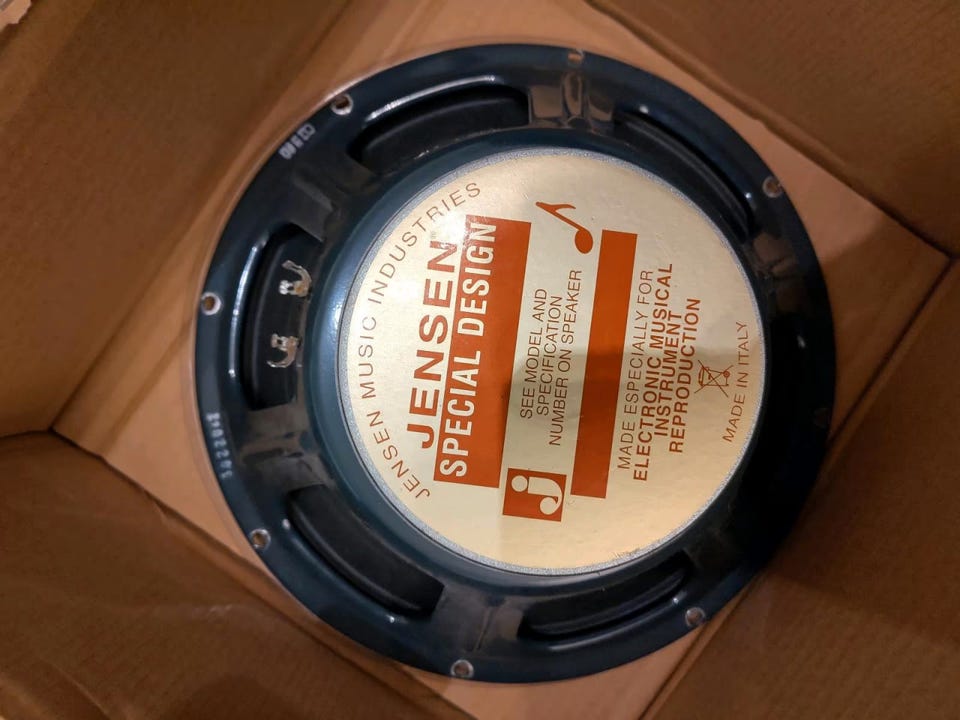 JENSEN MUSIC INDUSTRIES
JENSEN®
SPECIAL DESIGN
SEE MODEL AND
SPECIFICATION
NUMBER ON SPEAKER
j
MADE ESPECIALLY FOR
ELECTRONIC MUSICAL
INSTRUMENT
REPRODUCTION
MADE IN ITALY